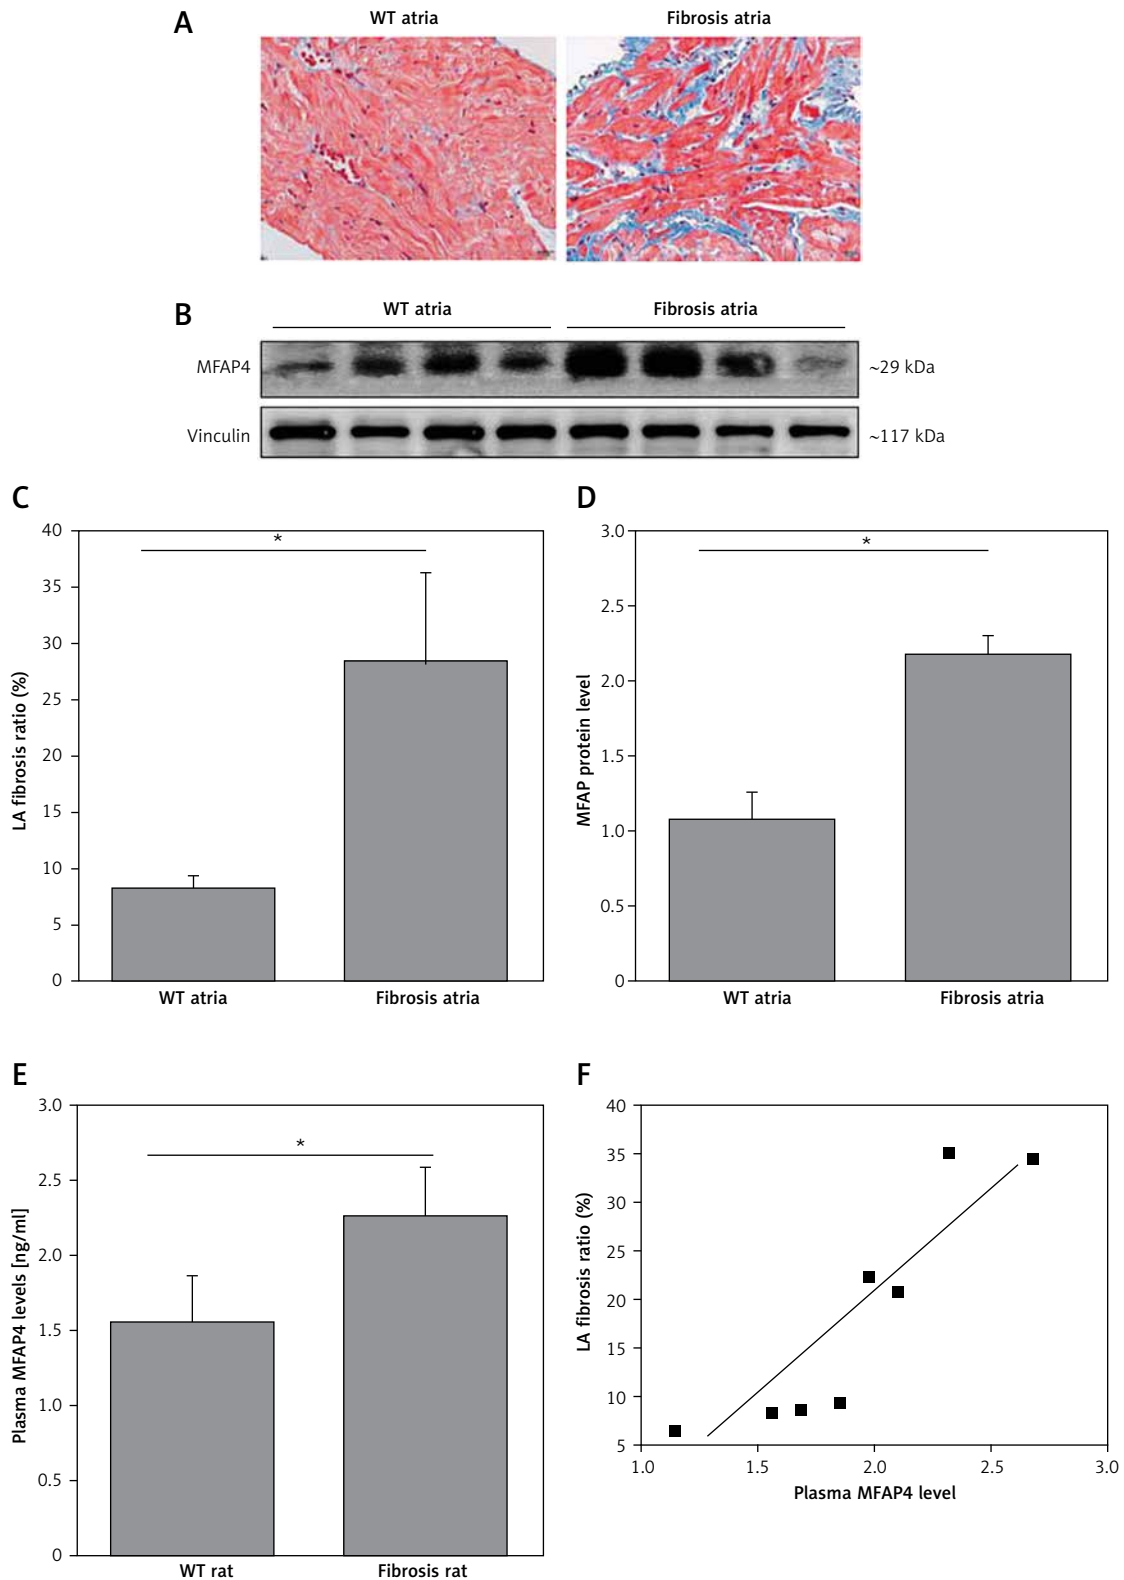 A
WT atria Fibrosis atria
B
WT atria Fibrosis atria
MFAP4 ~29 kDa
Vinculin ~117 kDa
C
LA fibrosis ratio (%)
40
35
30
25
20
15
10
5
0
*
WT atria Fibrosis atria
D
MFAP protein level
3.0
2.5
2.0
1.5
1.0
0.5
0
*
WT atria Fibrosis atria
E
Plasma MFAP4 levels [ng/ml]
3.0
2.5
2.0
1.5
1.0
0.5
0
*
WT rat Fibrosis rat
F
LA fibrosis ratio (%)
40
35
30
25
20
15
10
5
1.0 1.5 2.0 2.5 3.0
Plasma MFAP4 level